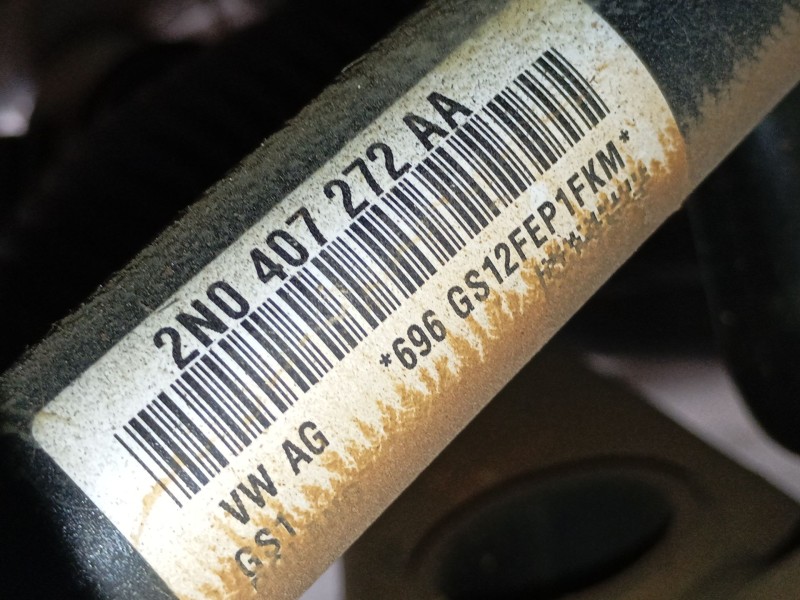 2N0 407 272 AA
*696 GS12FEP1FKM*
VW AG
GS1